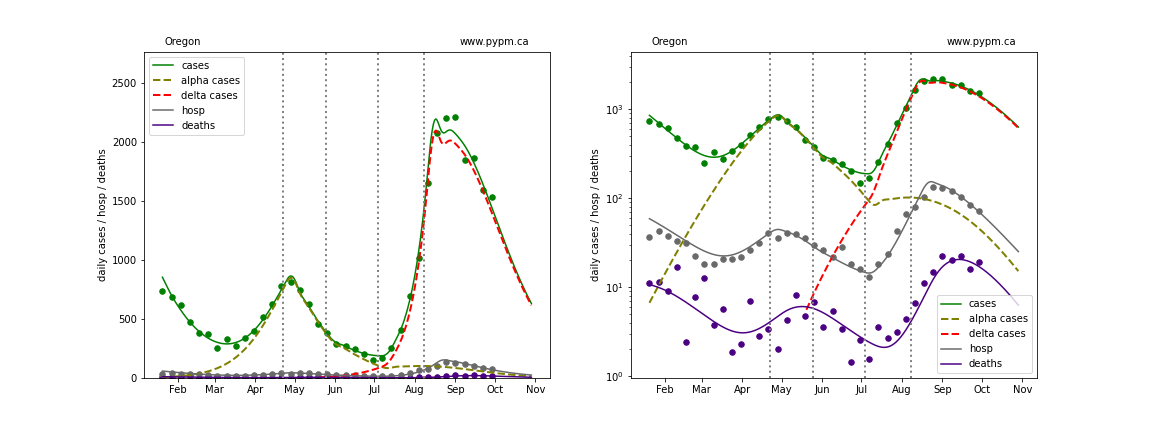 Oregon
www.pypm.ca
daily cases / hosp / deaths
2500
2000
1500
1000
500
0
cases
alpha cases
delta cases
hosp
deaths
Feb Mar Apr May Jun Jul Aug Sep Oct Nov
Oregon
www.pypm.ca
daily cases / hosp / deaths
10³
10²
10¹
10⁰
cases
alpha cases
delta cases
hosp
deaths
Feb Mar Apr May Jun Jul Aug Sep Oct Nov